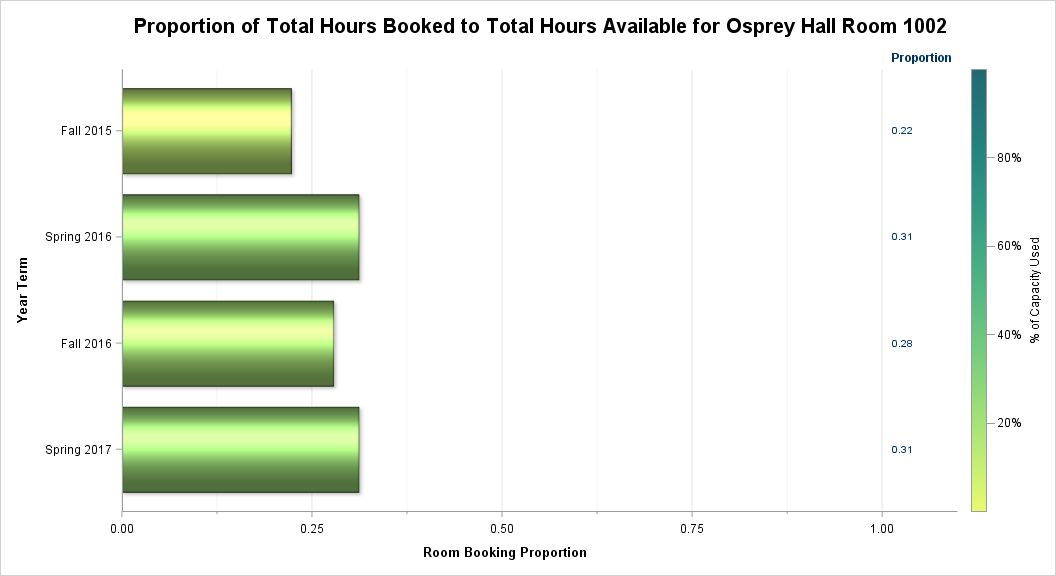 Proportion of Total Hours Booked to Total Hours Available for Osprey Hall Room 1002
Proportion
Fall 2015
0.22
Spring 2016
0.31
Fall 2016
0.28
Spring 2017
0.31
Year Term
0.00
0.25
0.50
0.75
1.00
Room Booking Proportion
80%
60%
40%
20%
% of Capacity Used